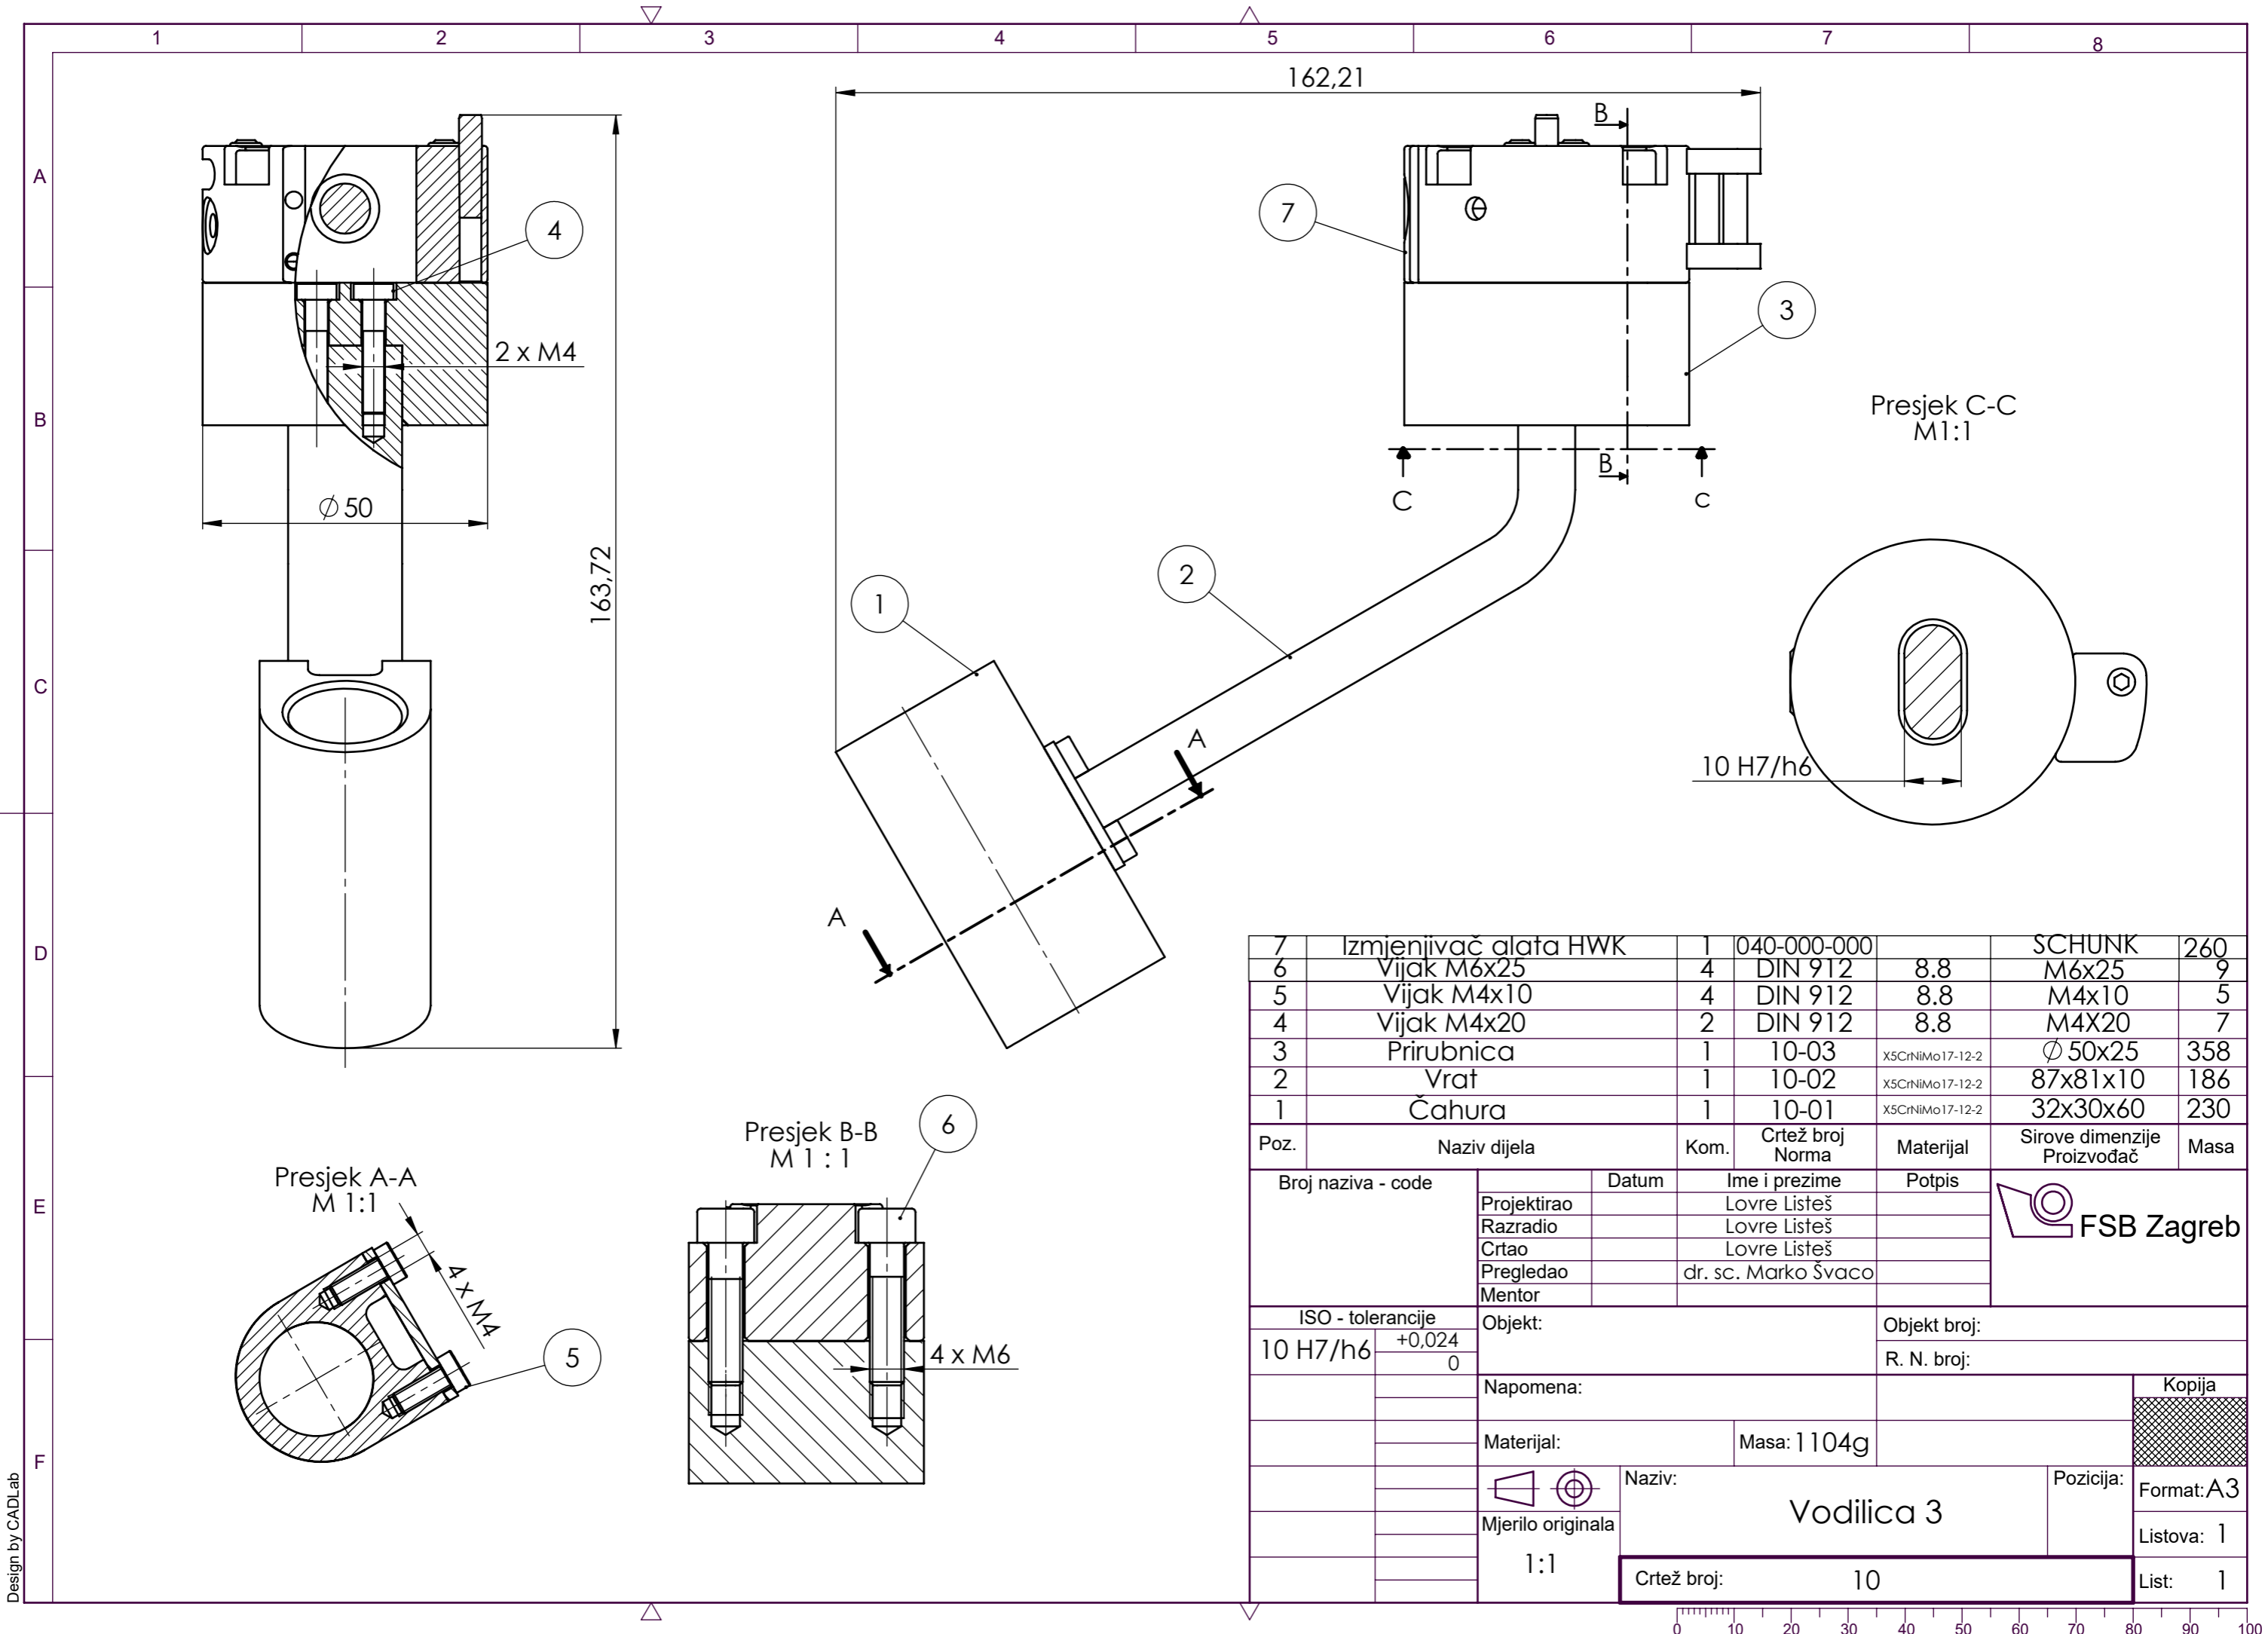 1 2 3 4 5 6 7 8
A
B
C
D
E
F
162,21
B
B
7
4
3
2 x M4
Presjek C-C
M1:1
C
c
∅ 50
163,72
2
1
A
A
10 H7/h6
Presjek A-A
M 1:1
4 x M4
5
Presjek B-B
M 1 : 1
6
4 x M6
7 Izmjenjivač alata HWK 1 040-000-000 SCHUNK 260
6 Vijak M6x25 4 DIN 912 8.8 M6x25 9
5 Vijak M4x10 4 DIN 912 8.8 M4x10 5
4 Vijak M4x20 2 DIN 912 8.8 M4X20 7
3 Prirubnica 1 10-03 X5CrNiMo17-12-2 ∅ 50x25 358
2 Vrat 1 10-02 X5CrNiMo17-12-2 87x81x10 186
1 Čahura 1 10-01 X5CrNiMo17-12-2 32x30x60 230
Poz. Naziv dijela Kom. Crtež broj Norma Materijal Sirove dimenzije Proizvođač Masa
Broj naziva - code Datum Ime i prezime Potpis
Projektirao Lovre Listeš
Razradio Lovre Listeš
Crtao Lovre Listeš
Pregledao dr. sc. Marko Švaco
Mentor
FSB Zagreb
ISO - tolerancije
10 H7/h6 +0,024
0
Objekt:
Objekt broj:
R. N. broj:
Napomena:
Kopija
Materijal:
Masa: 1104g
Naziv:
Vodilica 3
Pozicija:
Format: A3
Mjerilo originala
1:1
Listova: 1
Crtež broj: 10
List: 1
Design by CADLab
0 10 20 30 40 50 60 70 80 90 100